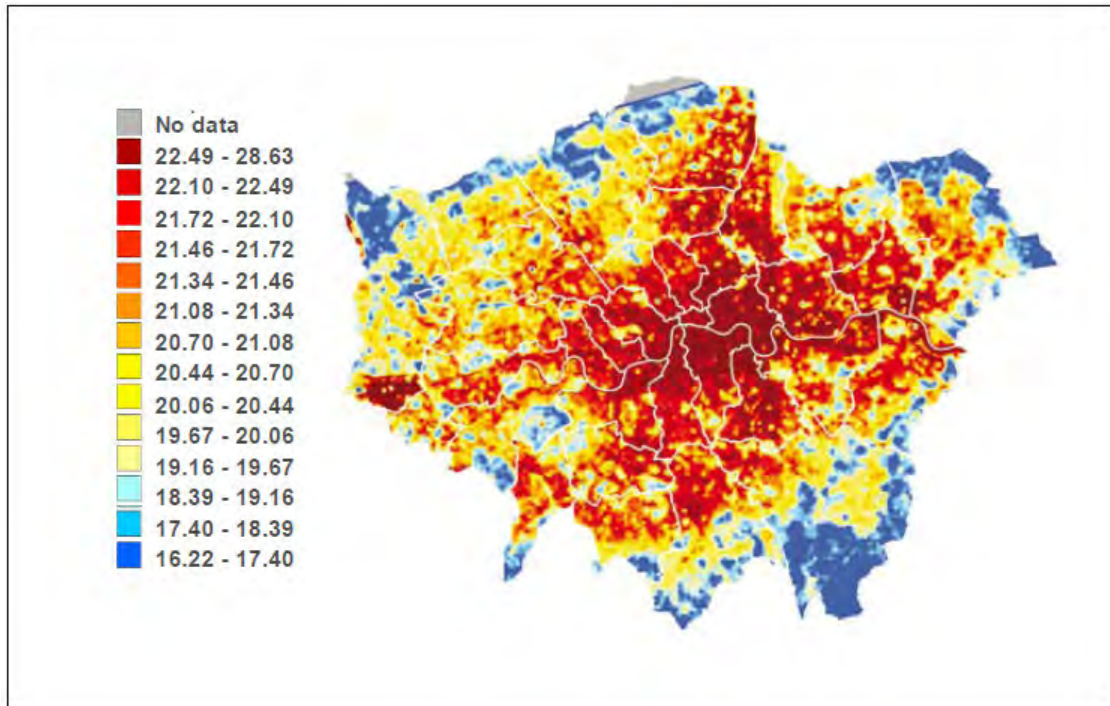 No data
22.49 - 28.63
22.10 - 22.49
21.72 - 22.10
21.46 - 21.72
21.34 - 21.46
21.08 - 21.34
20.70 - 21.08
20.44 - 20.70
20.06 - 20.44
19.67 - 20.06
19.16 - 19.67
18.39 - 19.16
17.40 - 18.39
16.22 - 17.40